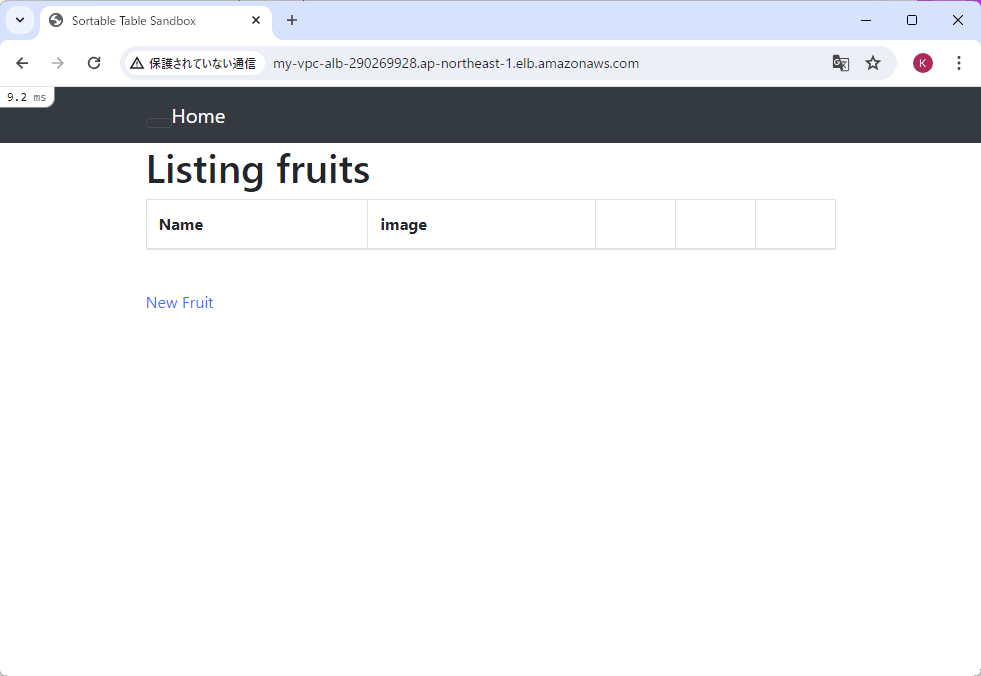 Sortable Table Sandbox
保護されていない通信 my-vpc-alb-290269928.ap-northeast-1.elb.amazonaws.com
K
9.2 ms
Home
Listing fruits
Name image
New Fruit